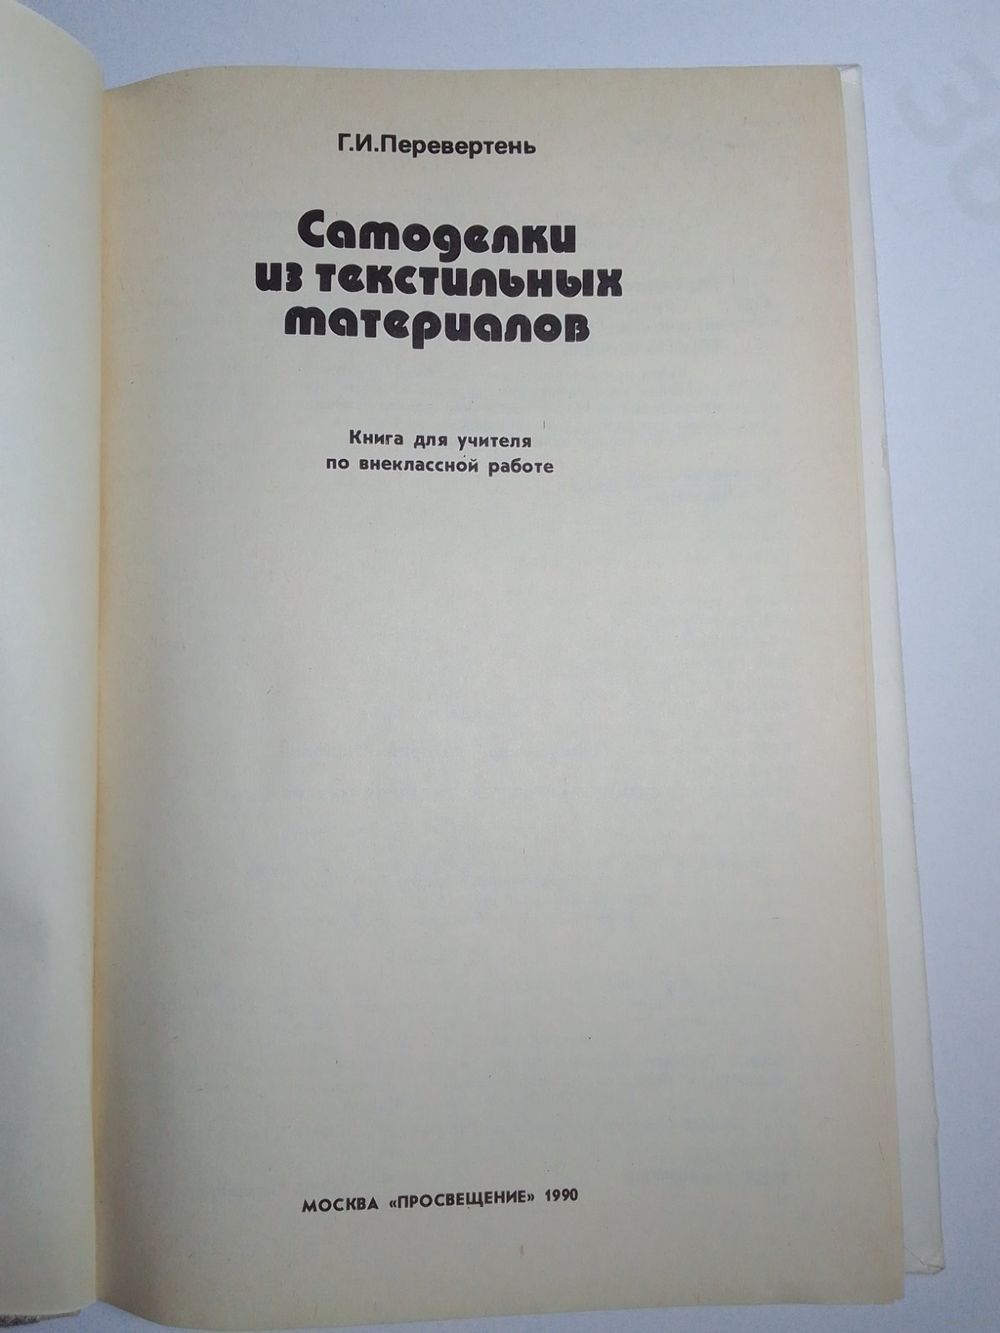 Г.И.Перевертень
Самоделки
из текстильных
материалов
Книга для учителя
по внеклассной работе
МОСКВА «ПРОСВЕЩЕНИЕ» 1990